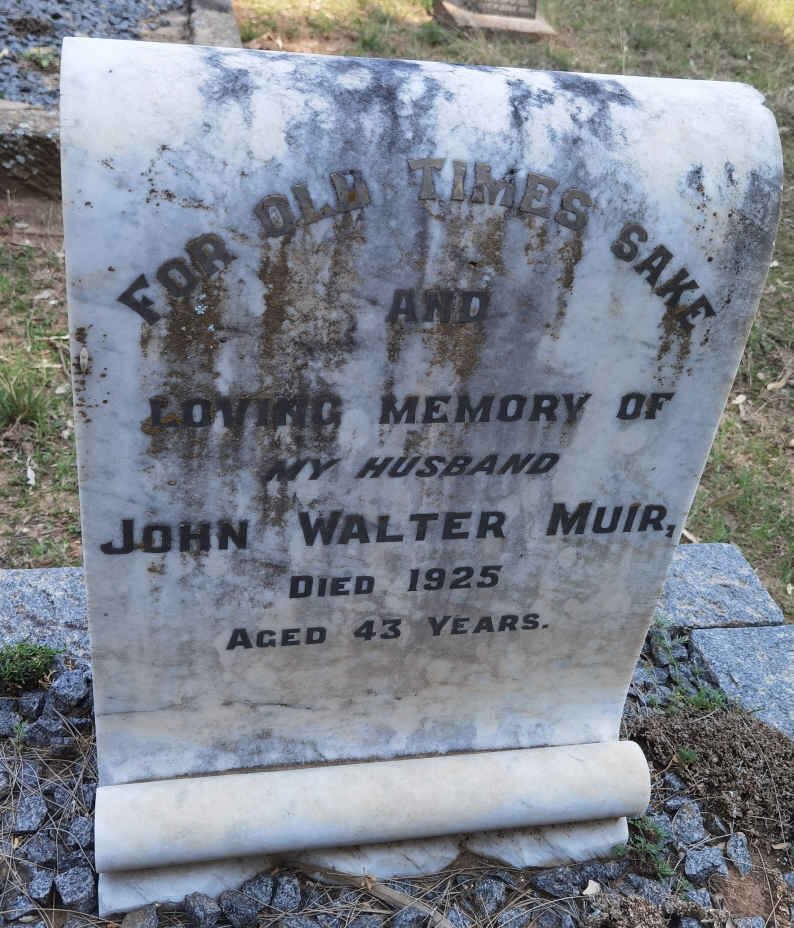 FOR OLD TIMES SAKE
AND
LOVING MEMORY OF
MY HUSBAND
JOHN WALTER MUIR,
DIED 1925
AGED 43 YEARS.